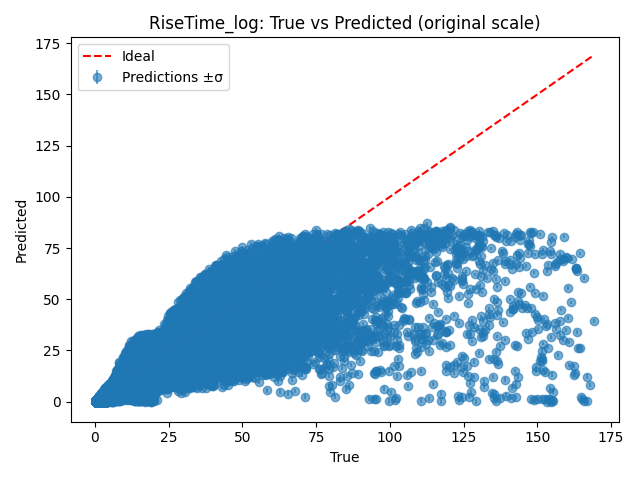 RiseTime_log: True vs Predicted (original scale)
Ideal
Predictions ±σ
175
150
125
100
75
50
25
0
Predicted
0 25 50 75 100 125 150 175
True